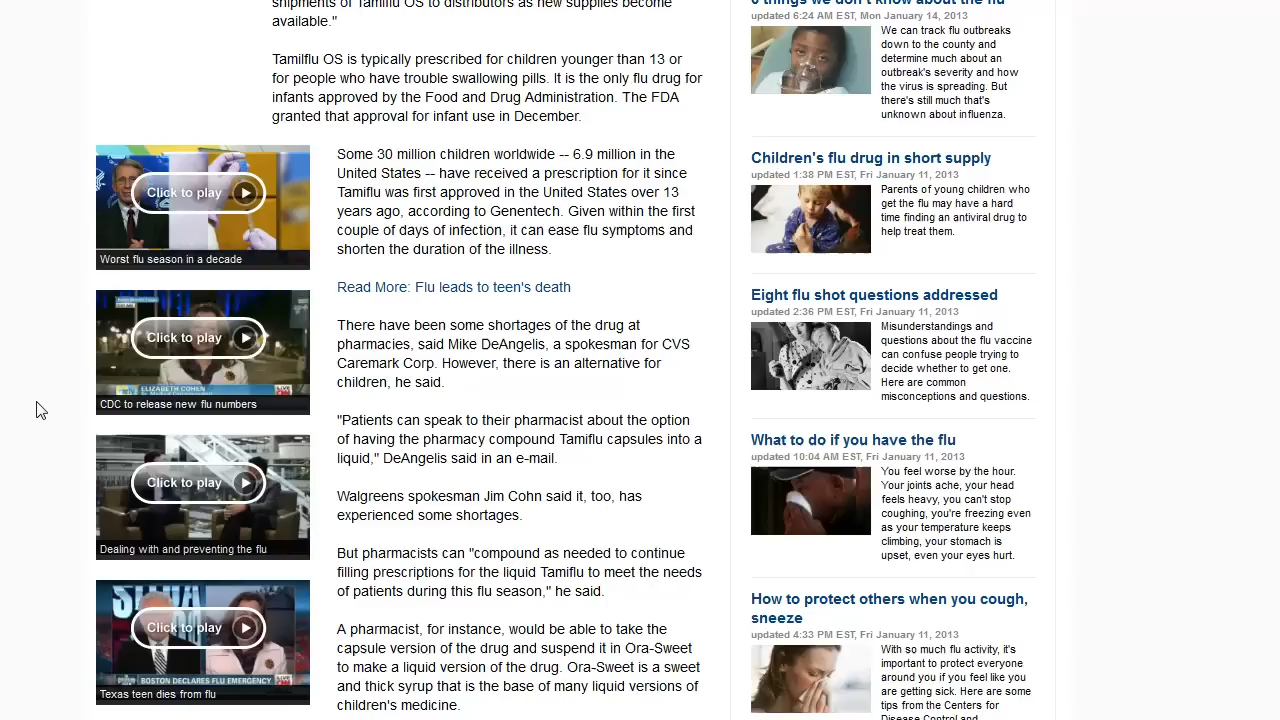 shipments of Tamiflu OS to distributors as new supplies become
available."
Tamilflu OS is typically prescribed for children younger than 13 or
for people who have trouble swallowing pills. It is the only flu drug for
infants approved by the Food and Drug Administration. The FDA
granted that approval for infant use in December.
Click to play
Worst flu season in a decade
Click to play
ELIZABETH COHEN
LIVE
CNN
CDC to release new flu numbers
Click to play
Dealing with and preventing the flu
Click to play
BOSTON DECLARES FLU EMERGENCY
LIVE
CNN
Texas teen dies from flu
Some 30 million children worldwide -- 6.9 million in the
United States -- have received a prescription for it since
Tamiflu was first approved in the United States over 13
years ago, according to Genentech. Given within the first
couple of days of infection, it can ease flu symptoms and
shorten the duration of the illness.
Read More: Flu leads to teen's death
There have been some shortages of the drug at
pharmacies, said Mike DeAngelis, a spokesman for CVS
Caremark Corp. However, there is an alternative for
children, he said.
"Patients can speak to their pharmacist about the option
of having the pharmacy compound Tamiflu capsules into a
liquid," DeAngelis said in an e-mail.
Walgreens spokesman Jim Cohn said it, too, has
experienced some shortages.
But pharmacists can "compound as needed to continue
filling prescriptions for the liquid Tamiflu to meet the needs
of patients during this flu season," he said.
A pharmacist, for instance, would be able to take the
capsule version of the drug and suspend it in Ora-Sweet
to make a liquid version of the drug. Ora-Sweet is a sweet
and thick syrup that is the base of many liquid versions of
children's medicine.
6 things we don't know about the flu
updated 6:24 AM EST, Mon January 14, 2013
We can track flu outbreaks
down to the county and
determine much about an
outbreak's severity and how
the virus is spreading. But
there's still much that's
unknown about influenza.
Children's flu drug in short supply
updated 1:38 PM EST, Fri January 11, 2013
Parents of young children who
get the flu may have a hard
time finding an antiviral drug to
help treat them.
Eight flu shot questions addressed
updated 2:36 PM EST, Fri January 11, 2013
Misunderstandings and
questions about the flu vaccine
can confuse people trying to
decide whether to get one.
Here are common
misconceptions and questions.
What to do if you have the flu
updated 10:04 AM EST, Fri January 11, 2013
You feel worse by the hour.
Your joints ache, your head
feels heavy, you can't stop
coughing, you're freezing even
as your temperature keeps
climbing, your stomach is
upset, even your eyes hurt.
How to protect others when you cough,
sneeze
updated 4:33 PM EST, Fri January 11, 2013
With so much flu activity, it's
important to protect everyone
around you if you feel like you
are getting sick. Here are some
tips from the Centers for
Disease Control and